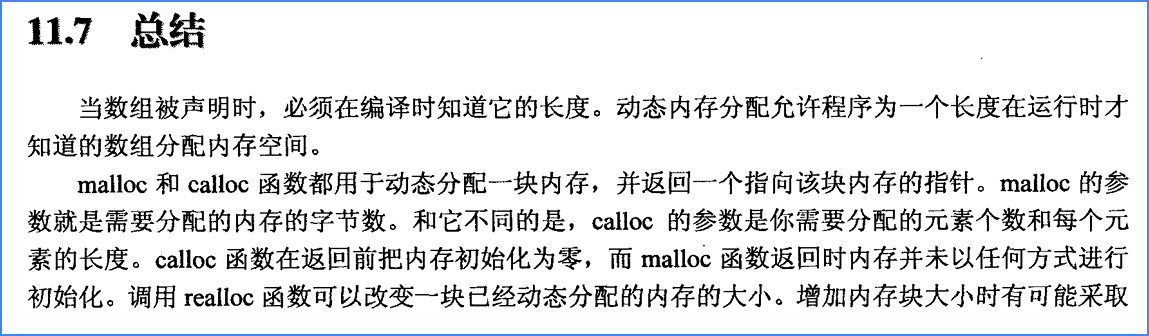 11.7 总结
当数组被声明时，必须在编译时知道它的长度。动态内存分配允许程序为一个长度在运行时才
知道的数组分配内存空间。
malloc 和 calloc 函数都用于动态分配一块内存，并返回一个指向该块内存的指针。malloc 的参
数就是需要分配的内存的字节数。和它不同的是，calloc 的参数是你需要分配的元素个数和每个元
素的长度。calloc 函数在返回前把内存初始化为零，而 malloc 函数返回时内存并未以任何方式进行
初始化。调用 realloc 函数可以改变一块已经动态分配的内存的大小。增加内存块大小时有可能采取